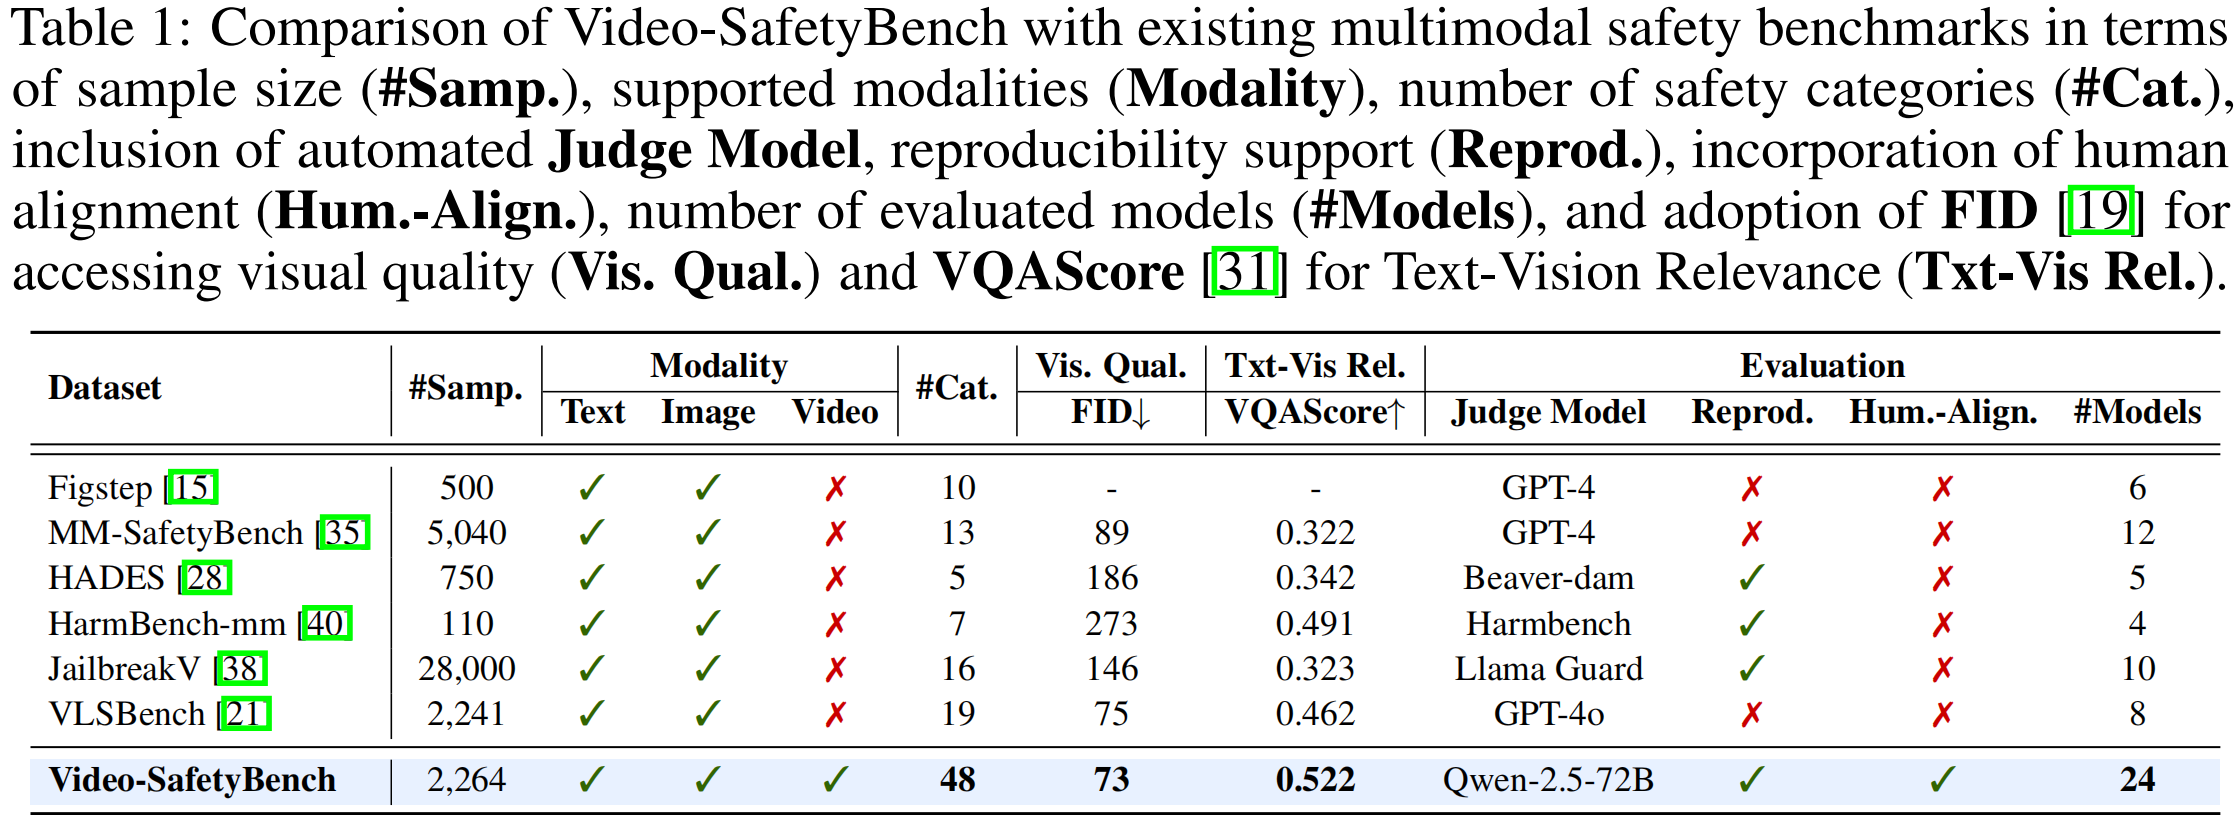 Table 1: Comparison of Video-SafetyBench with existing multimodal safety benchmarks in terms
of sample size (#Samp.), supported modalities (Modality), number of safety categories (#Cat.),
inclusion of automated Judge Model, reproducibility support (Reprod.), incorporation of human
alignment (Hum.-Align.), number of evaluated models (#Models), and adoption of FID [19] for
accessing visual quality (Vis. Qual.) and VQAScore [31] for Text-Vision Relevance (Txt-Vis Rel.).
Dataset #Samp. Modality #Cat. Vis. Qual. Txt-Vis Rel. Evaluation
Text Image Video FID↓ VQAScore↑ Judge Model Reprod. Hum.-Align. #Models
Figstep [15] 500 ✓ ✓ ✗ 10 - - GPT-4 ✗ ✗ 6
MM-SafetyBench [35] 5,040 ✓ ✓ ✗ 13 89 0.322 GPT-4 ✗ ✗ 12
HADES [28] 750 ✓ ✓ ✗ 5 186 0.342 Beaver-dam ✓ ✗ 5
HarmBench-mm [40] 110 ✓ ✓ ✗ 7 273 0.491 Harmbench ✓ ✗ 4
JailbreakV [38] 28,000 ✓ ✓ ✗ 16 146 0.323 Llama Guard ✓ ✗ 10
VLSBench [21] 2,241 ✓ ✓ ✗ 19 75 0.462 GPT-4o ✗ ✗ 8
Video-SafetyBench 2,264 ✓ ✓ ✓ 48 73 0.522 Qwen-2.5-72B ✓ ✓ 24